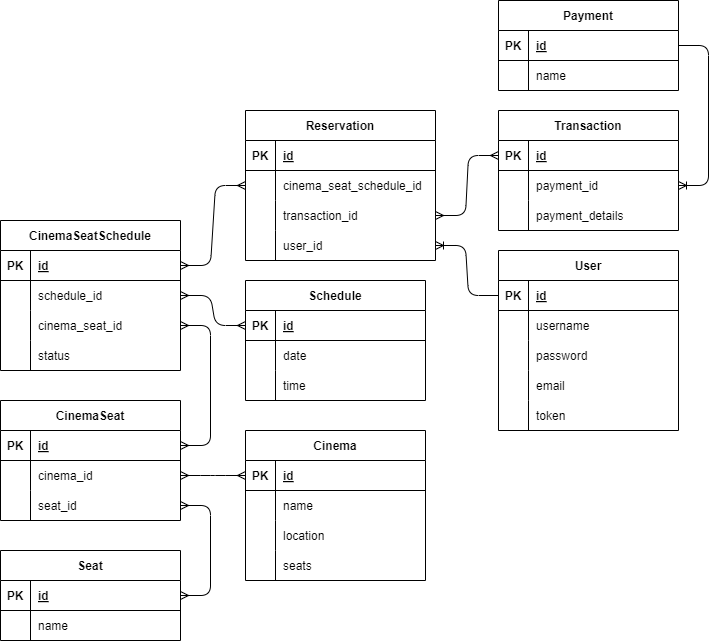 Payment
PK id
name
Reservation
PK id
cinema_seat_schedule_id
transaction_id
user_id
Transaction
PK id
payment_id
payment_details
CinemaSeatSchedule
PK id
schedule_id
cinema_seat_id
status
Schedule
PK id
date
time
User
PK id
username
password
email
token
CinemaSeat
PK id
cinema_id
seat_id
Cinema
PK id
name
location
seats
Seat
PK id
name